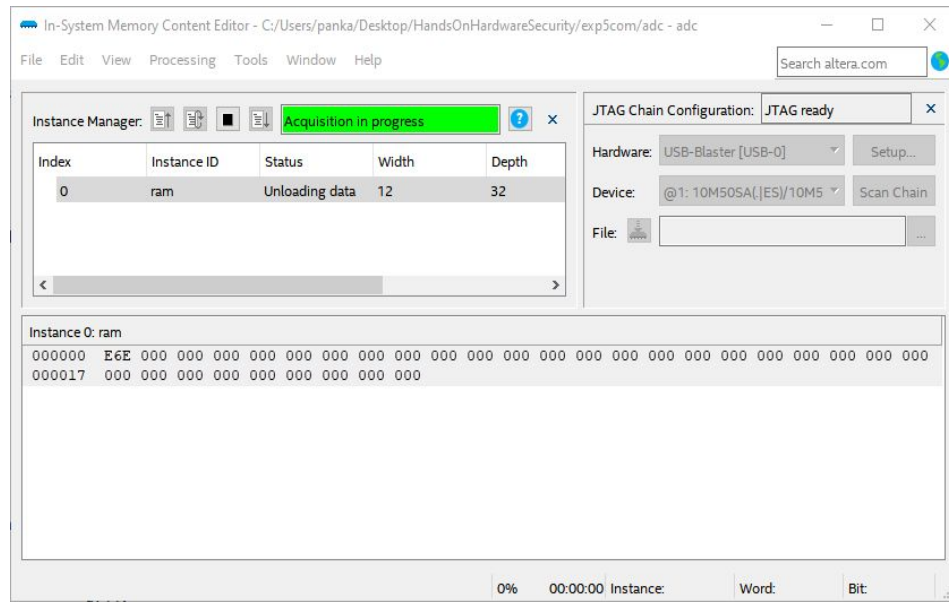 In-System Memory Content Editor - C:/Users/panka/Desktop/HandsOnHardwareSecurity/exp5com/adc - adc
File Edit View Processing Tools Window Help
Search altera.com
Instance Manager: Acquisition in progress
Index Instance ID Status Width Depth
0 ram Unloading data 12 32
JTAG Chain Configuration: JTAG ready
Hardware: USB-Blaster [USB-0] Setup...
Device: @1: 10M50SA(.|ES)/10M5 Scan Chain
File: ...
Instance 0: ram
000000 E6E 000 000 000 000 000 000 000 000 000 000 000 000 000 000 000 000 000 000 000 000 000 000
000017 000 000 000 000 000 000 000 000 000
0% 00:00:00 Instance: Word: Bit: